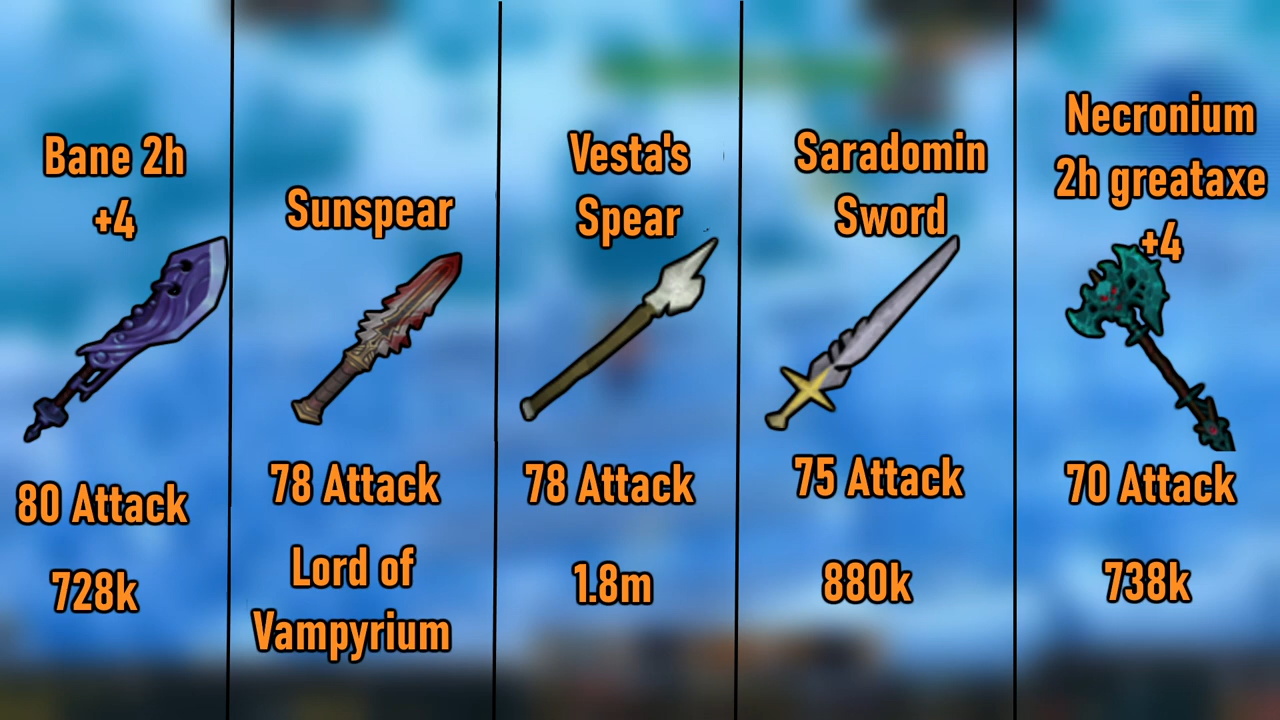 Bane 2h
+4
80 Attack
728k
Sunspear
78 Attack
Lord of
Vampyrium
Vesta's
Spear
78 Attack
1.8m
Saradomin
Sword
75 Attack
880k
Necronium
2h greataxe
+4
70 Attack
738k